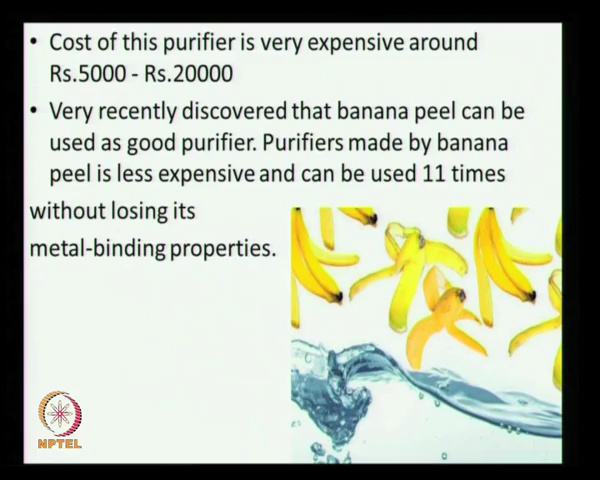 • Cost of this purifier is very expensive around
Rs.5000 - Rs.20000
• Very recently discovered that banana peel can be
used as good purifier. Purifiers made by banana
peel is less expensive and can be used 11 times
without losing its
metal-binding properties.
NPTEL